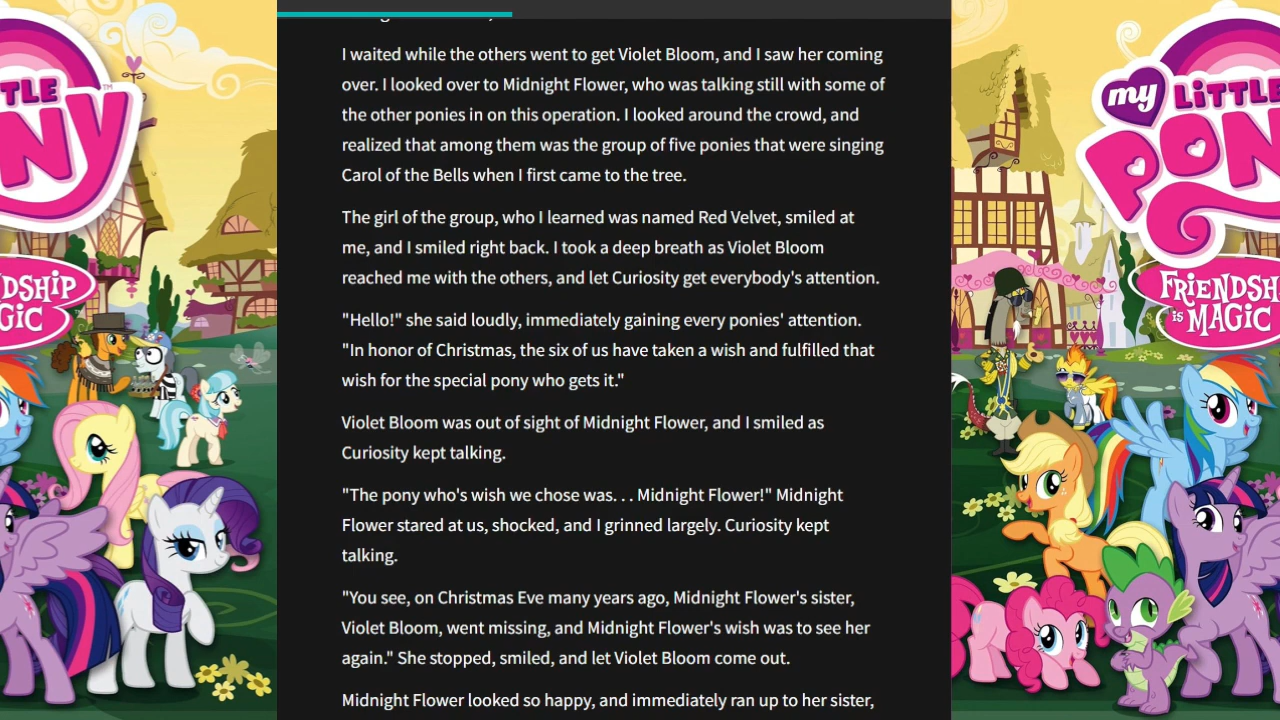 I waited while the others went to get Violet Bloom, and I saw her coming
over. I looked over to Midnight Flower, who was talking still with some of
the other ponies in on this operation. I looked around the crowd, and
realized that among them was the group of five ponies that were singing
Carol of the Bells when I first came to the tree.
The girl of the group, who I learned was named Red Velvet, smiled at
me, and I smiled right back. I took a deep breath as Violet Bloom
reached me with the others, and let Curiosity get everybody's attention.
"Hello!" she said loudly, immediately gaining every ponies' attention.
"In honor of Christmas, the six of us have taken a wish and fulfilled that
wish for the special pony who gets it."
Violet Bloom was out of sight of Midnight Flower, and I smiled as
Curiosity kept talking.
"The pony who's wish we chose was. . . Midnight Flower!" Midnight
Flower stared at us, shocked, and I grinned largely. Curiosity kept
talking.
"You see, on Christmas Eve many years ago, Midnight Flower's sister,
Violet Bloom, went missing, and Midnight Flower's wish was to see her
again." She stopped, smiled, and let Violet Bloom come out.
Midnight Flower looked so happy, and immediately ran up to her sister,
TLE
NY
TM
DSHIP
GIC
my LiTTLE
PON
FRiENDSH
is MAGiC